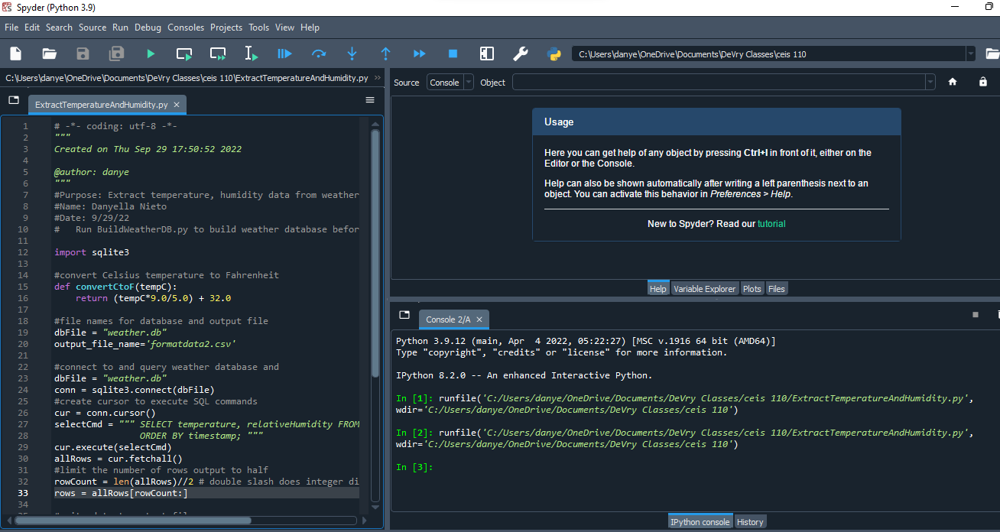 Spyder (Python 3.9)
File Edit Search Source Run Debug Consoles Projects Tools View Help
C:\Users\danye\OneDrive\Documents\DeVry Classes\ceis 110
C:\Users\danye\OneDrive\Documents\DeVry Classes\ceis 110\ExtractTemperatureAndHumidity.py
ExtractTemperatureAndHumidity.py
1 # -*- coding: utf-8 -*-
2 """
3 Created on Thu Sep 29 17:50:52 2022
4
5 @author: danye
6 """
7 #Purpose: Extract temperature, humidity data from weather
8 #Name: Danyella Nieto
9 #Date: 9/29/22
10 #   Run BuildWeatherDB.py to build weather database befor
11
12 import sqlite3
13
14 #convert Celsius temperature to Fahrenheit
15 def convertCtoF(tempC):
16     return (tempC*9.0/5.0) + 32.0
17
18 #file names for database and output file
19 dbFile = "weather.db"
20 output_file_name='formatdata2.csv'
21
22 #connect to and query weather database and
23 dbFile = "weather.db"
24 conn = sqlite3.connect(dbFile)
25 #create cursor to execute SQL commands
26 cur = conn.cursor()
27 selectCmd = """ SELECT temperature, relativeHumidity FROM
28                 ORDER BY timestamp; """
29 cur.execute(selectCmd)
30 allRows = cur.fetchall()
31 #limit the number of rows output to half
32 rowCount = len(allRows)//2 # double slash does integer di
33 rows = allRows[rowCount:]
34
Source Console Object
Usage
Here you can get help of any object by pressing Ctrl+I in front of it, either on the
Editor or the Console.
Help can also be shown automatically after writing a left parenthesis next to an
object. You can activate this behavior in Preferences > Help.
New to Spyder? Read our tutorial
Help Variable Explorer Plots Files
Console 2/A
Python 3.9.12 (main, Apr  4 2022, 05:22:27) [MSC v.1916 64 bit (AMD64)]
Type "copyright", "credits" or "license" for more information.
IPython 8.2.0 -- An enhanced Interactive Python.
In [1]: runfile('C:/Users/danye/OneDrive/Documents/DeVry Classes/ceis 110/ExtractTemperatureAndHumidity.py',
wdir='C:/Users/danye/OneDrive/Documents/DeVry Classes/ceis 110')
In [2]: runfile('C:/Users/danye/OneDrive/Documents/DeVry Classes/ceis 110/ExtractTemperatureAndHumidity.py',
wdir='C:/Users/danye/OneDrive/Documents/DeVry Classes/ceis 110')
In [3]:
IPython console History